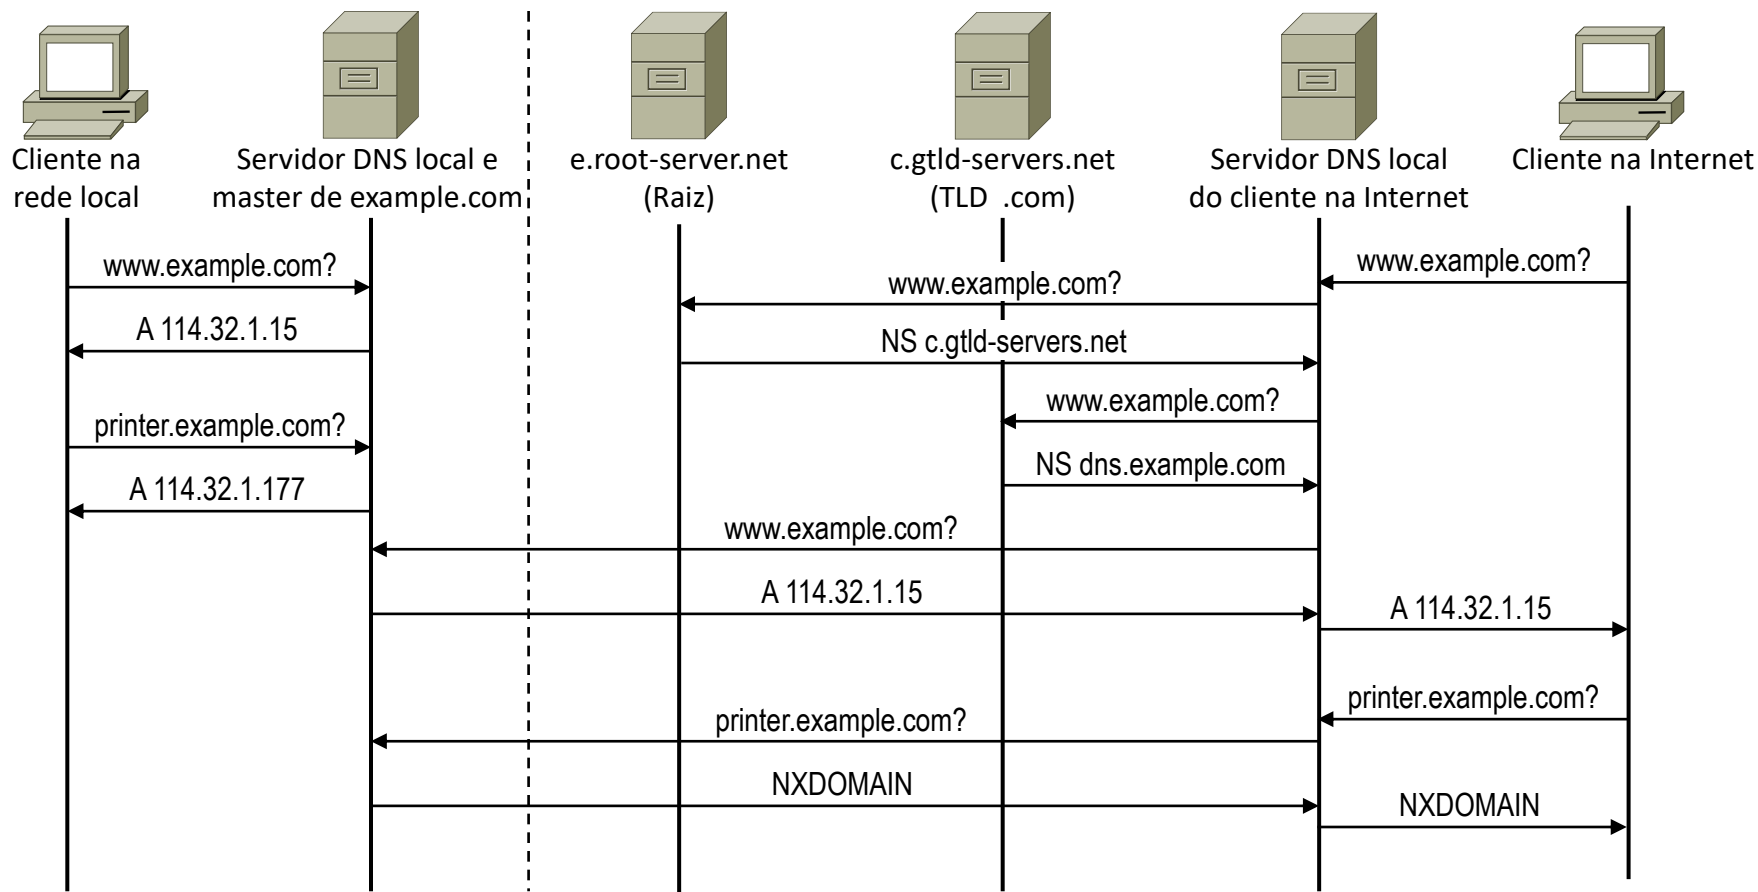 Cliente na
rede local
Servidor DNS local e
master de example.com
e.root-server.net
(Raiz)
c.gtld-servers.net
(TLD .com)
Servidor DNS local
do cliente na Internet
Cliente na Internet
www.example.com?
www.example.com?
www.example.com?
A 114.32.1.15
NS c.gtld-servers.net
www.example.com?
printer.example.com?
NS dns.example.com
A 114.32.1.177
www.example.com?
A 114.32.1.15
A 114.32.1.15
printer.example.com?
printer.example.com?
NXDOMAIN
NXDOMAIN